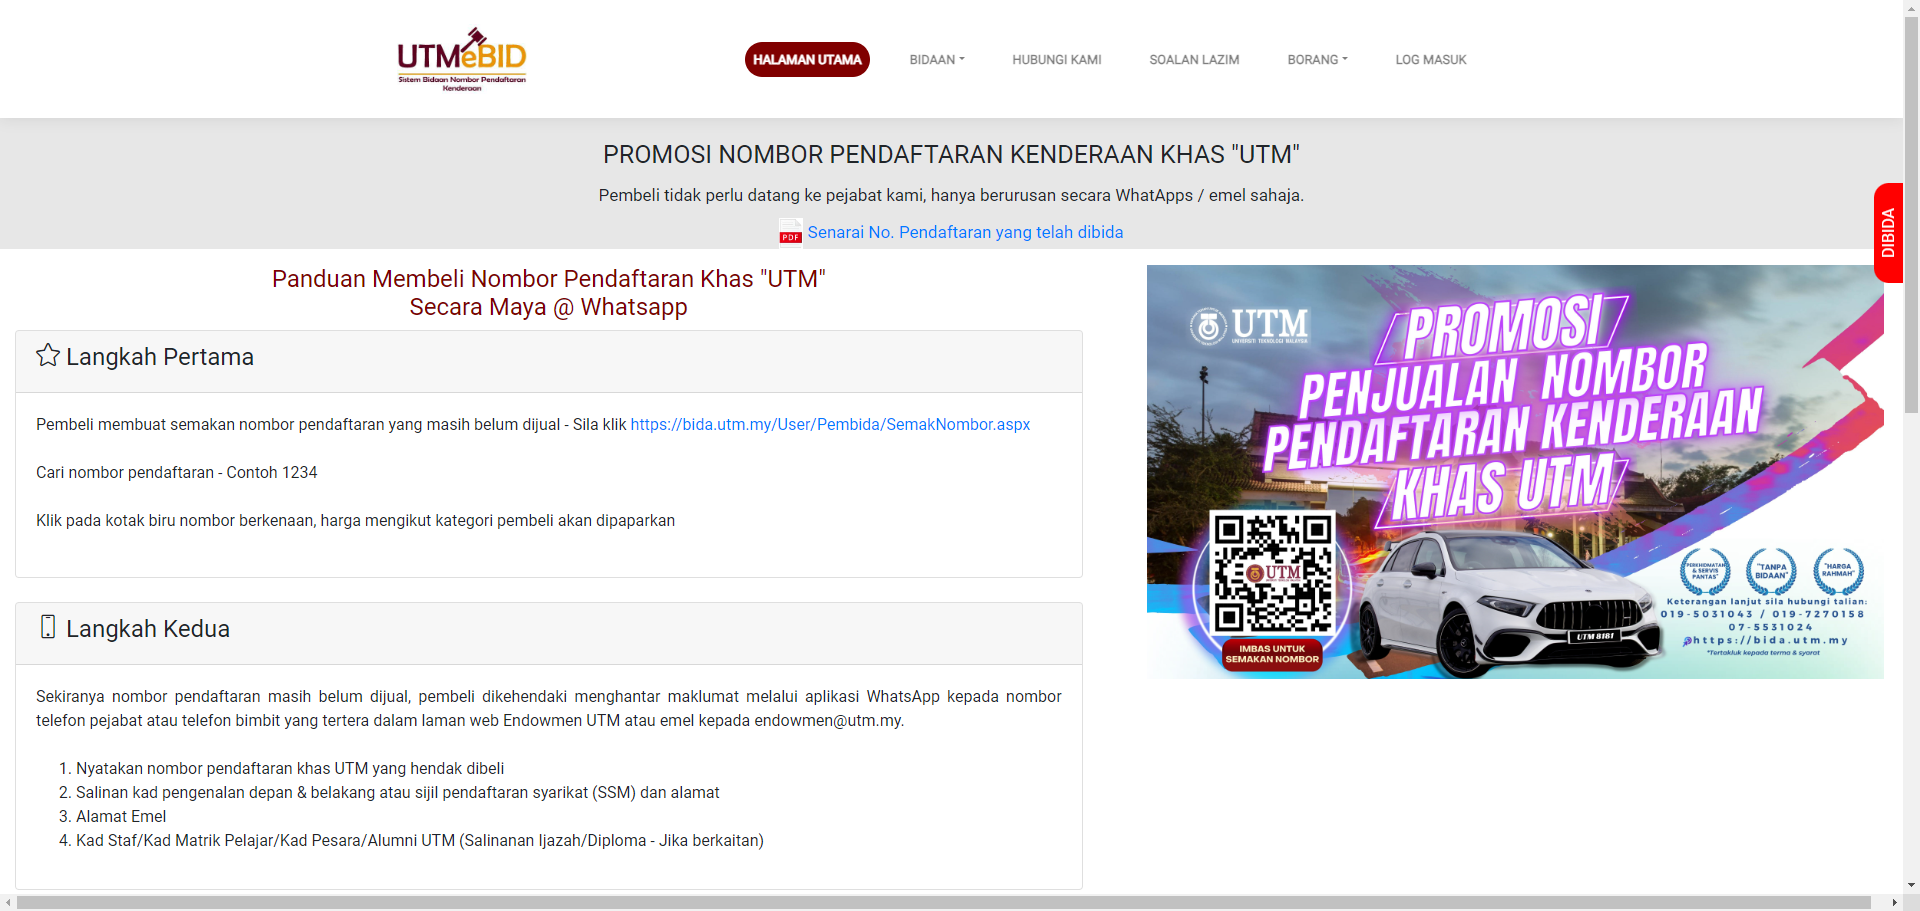 UTMeBID
Sistem Bidaan Nombor Pendaftaran
Kenderaan
HALAMAN UTAMA
BIDAAN
HUBUNGI KAMI
SOALAN LAZIM
BORANG
LOG MASUK
PROMOSI NOMBOR PENDAFTARAN KENDERAAN KHAS "UTM"
Pembeli tidak perlu datang ke pejabat kami, hanya berurusan secara WhatApps / emel sahaja.
PDF Senarai No. Pendaftaran yang telah dibida
DIBIDA
Panduan Membeli Nombor Pendaftaran Khas "UTM"
Secara Maya @ Whatsapp
Langkah Pertama
Pembeli membuat semakan nombor pendaftaran yang masih belum dijual - Sila klik https://bida.utm.my/User/Pembida/SemakNombor.aspx
Cari nombor pendaftaran - Contoh 1234
Klik pada kotak biru nombor berkenaan, harga mengikut kategori pembeli akan dipaparkan
Langkah Kedua
Sekiranya nombor pendaftaran masih belum dijual, pembeli dikehendaki menghantar maklumat melalui aplikasi WhatsApp kepada nombor
telefon pejabat atau telefon bimbit yang tertera dalam laman web Endowmen UTM atau emel kepada endowmen@utm.my.
1. Nyatakan nombor pendaftaran khas UTM yang hendak dibeli
2. Salinan kad pengenalan depan & belakang atau sijil pendaftaran syarikat (SSM) dan alamat
3. Alamat Emel
4. Kad Staf/Kad Matrik Pelajar/Kad Pesara/Alumni UTM (Salinanan Ijazah/Diploma - Jika berkaitan)
UTM
UNIVERSITI TEKNOLOGI MALAYSIA
PROMOSI
PENJUALAN NOMBOR
PENDAFTARAN KENDERAAN
KHAS UTM
UTM
IMBAS UNTUK
SEMAKAN NOMBOR
UTM 8181
PERKHIDMATAN
& SERVIS
PANTAS"
"TANPA
BIDAAN"
"HARGA
RAHMAH"
Keterangan lanjut sila hubungi talian:
019-5031043 / 019-7270158
07-5531024
https://bida.utm.my
*Tertakluk kepada terma & syarat